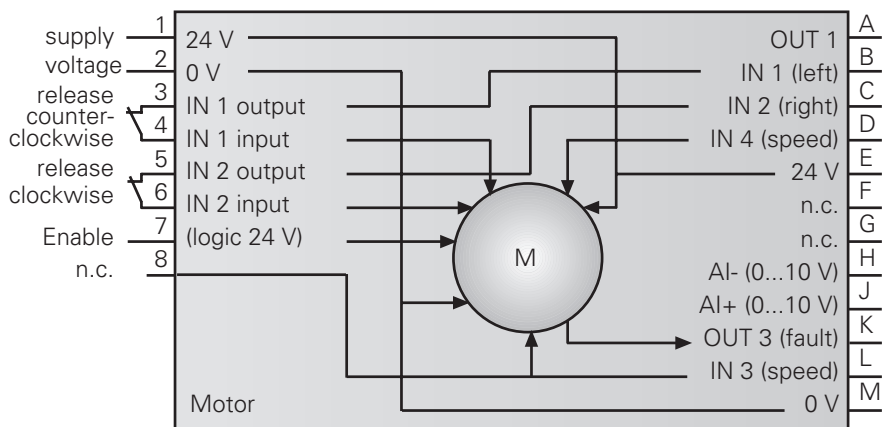 supply 1 24 V OUT 1 A
voltage 2 0 V IN 1 (left) B
release 3 IN 1 output IN 2 (right) C
counter-
clockwise 4 IN 1 input IN 4 (speed) D
release 5 IN 2 output 24 V E
clockwise 6 IN 2 input n.c. F
Enable 7 (logic 24 V) n.c. G
n.c. 8 AI- (0...10 V) H
AI+ (0...10 V) J
M
OUT 3 (fault) K
IN 3 (speed) L
Motor 0 V M